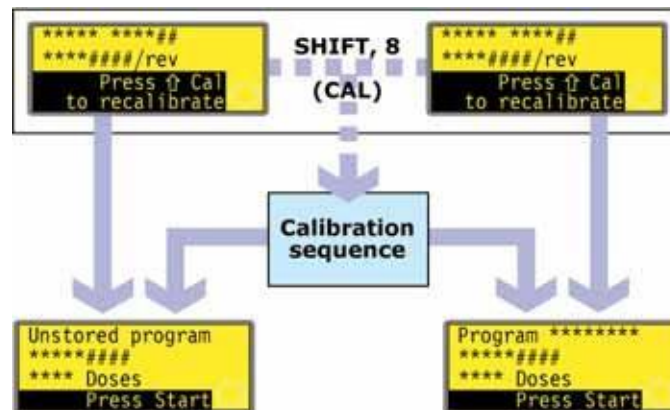 ***** ****##
****####/rev
Press ⇧ Cal
to recalibrate
SHIFT, 8
(CAL)
***** ****##
****####/rev
Press ⇧ Cal
to recalibrate
Calibration
sequence
Unstored program
*****####
**** Doses
Press Start
Program ********
*****####
**** Doses
Press Start